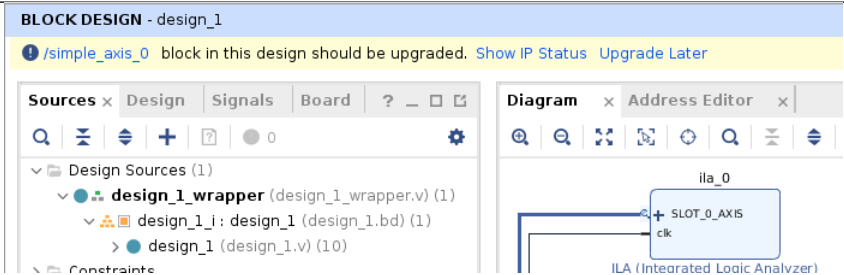 BLOCK DESIGN - design_1
/simple_axis_0 block in this design should be upgraded. Show IP Status Upgrade Later
Sources × Design Signals Board ? _
Diagram × Address Editor ×
0
Design Sources (1)
design_1_wrapper (design_1_wrapper.v) (1)
design_1_i : design_1 (design_1.bd) (1)
design_1 (design_1.v) (10)
Constraints
ila_0
SLOT_0_AXIS
clk
ILA (Integrated Logic Analyzer)